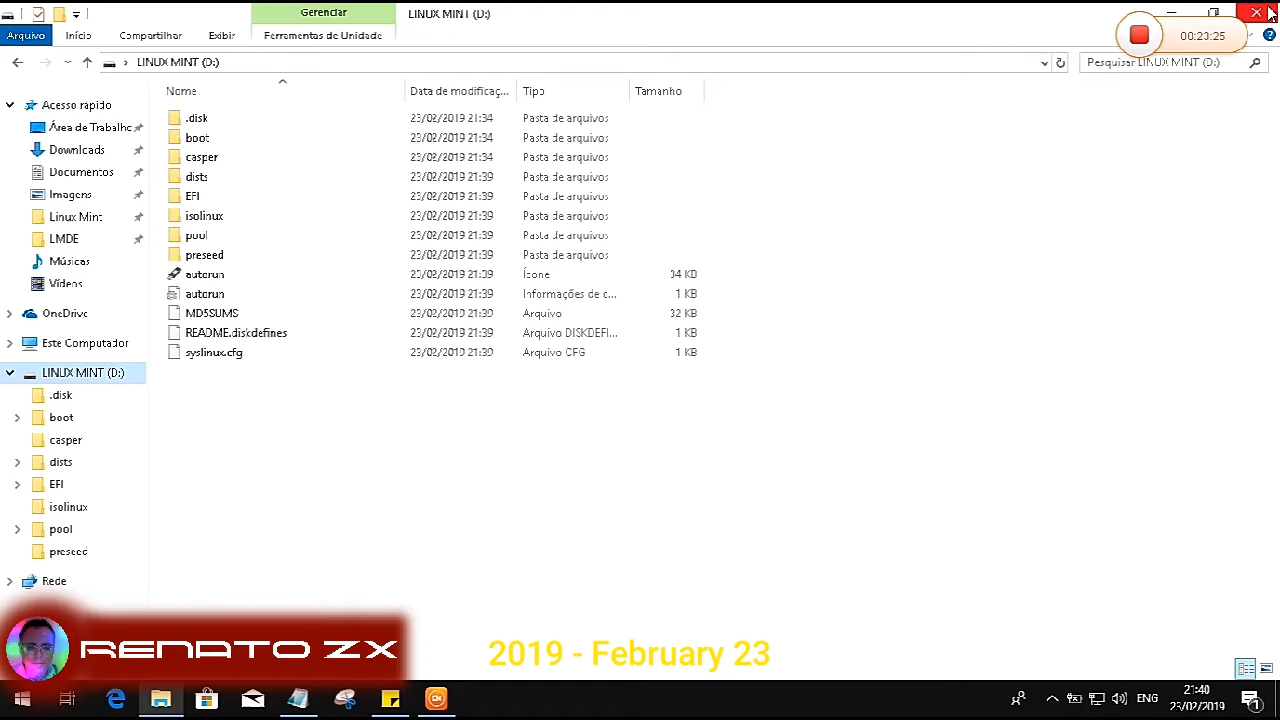 Gerenciar
LINUX MINT (D:)
00:23:25
Arquivo
Início
Compartilhar
Exibir
Ferramentas de Unidade
LINUX MINT (D:)
Pesquisar LINUX MINT (D:)
Nome
Data de modificaç...
Tipo
Tamanho
.disk 23/02/2019 21:34 Pasta de arquivos
boot 23/02/2019 21:34 Pasta de arquivos
casper 23/02/2019 21:34 Pasta de arquivos
dists 23/02/2019 21:39 Pasta de arquivos
EFI 23/02/2019 21:39 Pasta de arquivos
isolinux 23/02/2019 21:39 Pasta de arquivos
pool 23/02/2019 21:39 Pasta de arquivos
preseed 23/02/2019 21:39 Pasta de arquivos
autorun 23/02/2019 21:39 Ícone KB
autorun 23/02/2019 21:39 Informações de c... 1 KB
MD5SUMS 23/02/2019 21:39 Arquivo 32 KB
README.diskdefines 23/02/2019 21:39 Arquivo DISKDEFI... 1 KB
syslinux.cfg 23/02/2019 21:39 Arquivo CFG 1 KB
Acesso rápido
Área de Trabalho
Downloads
Documentos
Imagens
Linux Mint
LMDE
Músicas
Vídeos
OneDrive
Este Computador
LINUX MINT (D:)
.disk
boot
casper
dists
EFI
isolinux
pool
preseed
Rede
RENATO ZX
2019 - February 23
ENG
21:40
23/02/2019
1